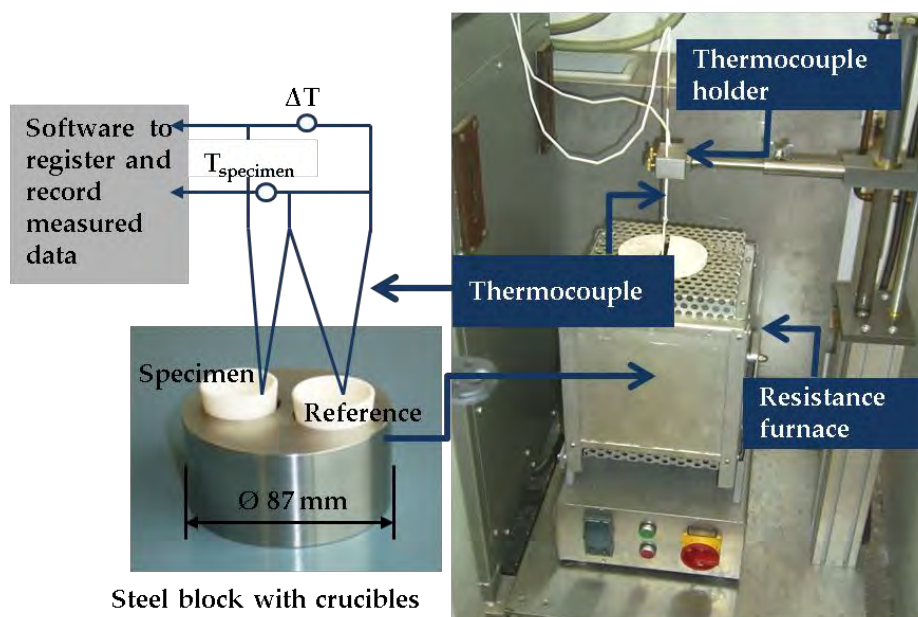 ΔT
Software to
register and
record
measured
data
T specimen
Thermocouple
holder
Thermocouple
Specimen
Reference
Resistance
furnace
Ø 87 mm
Steel block with crucibles